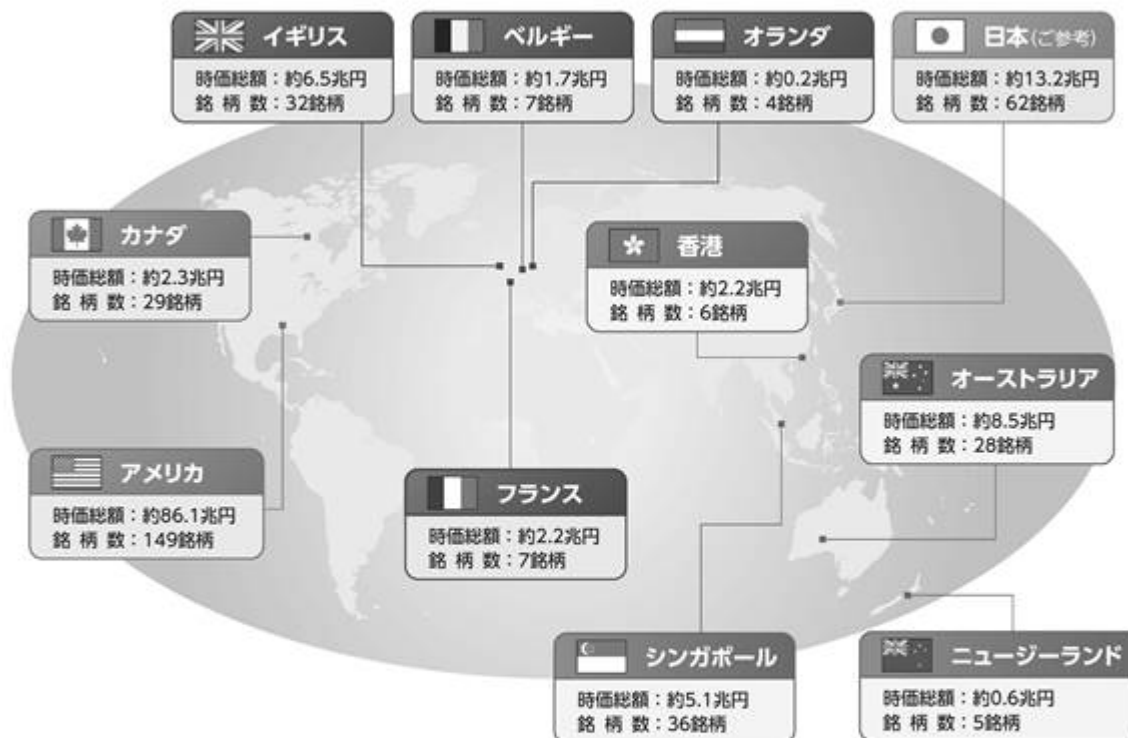 イギリス
時価総額：約6.5兆円
銘柄数：32銘柄
ベルギー
時価総額：約1.7兆円
銘柄数：7銘柄
オランダ
時価総額：約0.2兆円
銘柄数：4銘柄
日本(ご参考)
時価総額：約13.2兆円
銘柄数：62銘柄
カナダ
時価総額：約2.3兆円
銘柄数：29銘柄
香港
時価総額：約2.2兆円
銘柄数：6銘柄
オーストラリア
時価総額：約8.5兆円
銘柄数：28銘柄
アメリカ
時価総額：約86.1兆円
銘柄数：149銘柄
フランス
時価総額：約2.2兆円
銘柄数：7銘柄
シンガポール
時価総額：約5.1兆円
銘柄数：36銘柄
ニュージーランド
時価総額：約0.6兆円
銘柄数：5銘柄